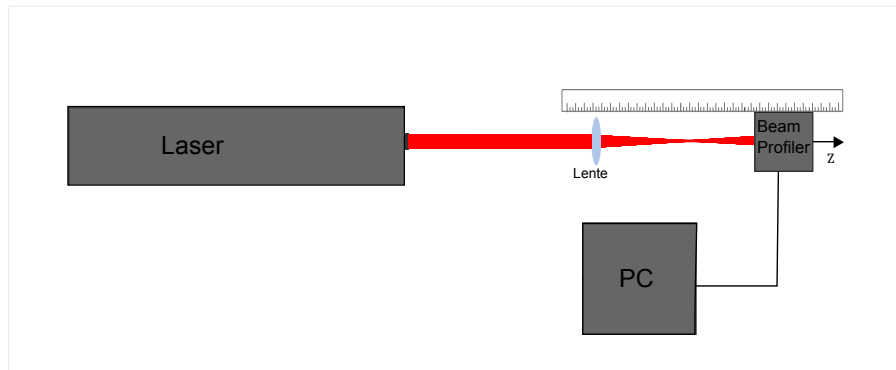 Laser
Lente
Beam
Profiler
z
PC